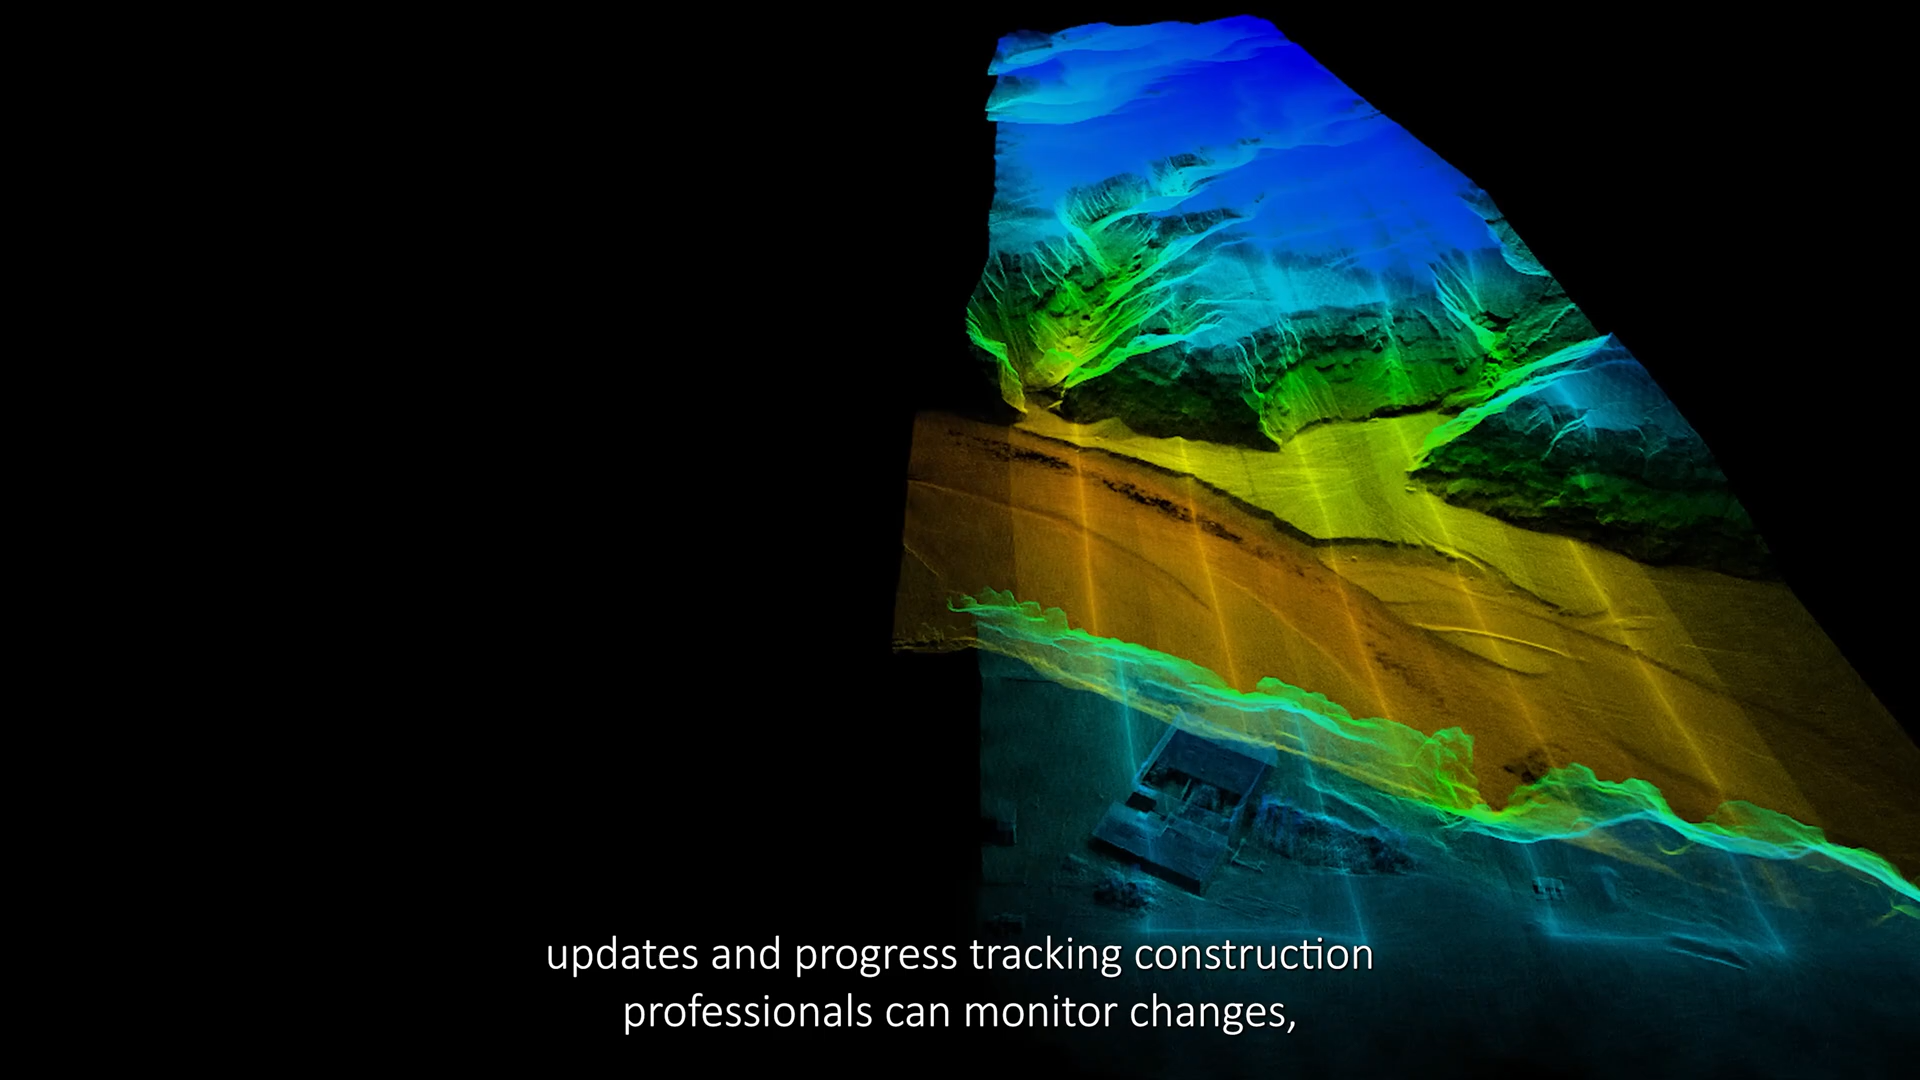 updates and progress tracking construction
professionals can monitor changes,